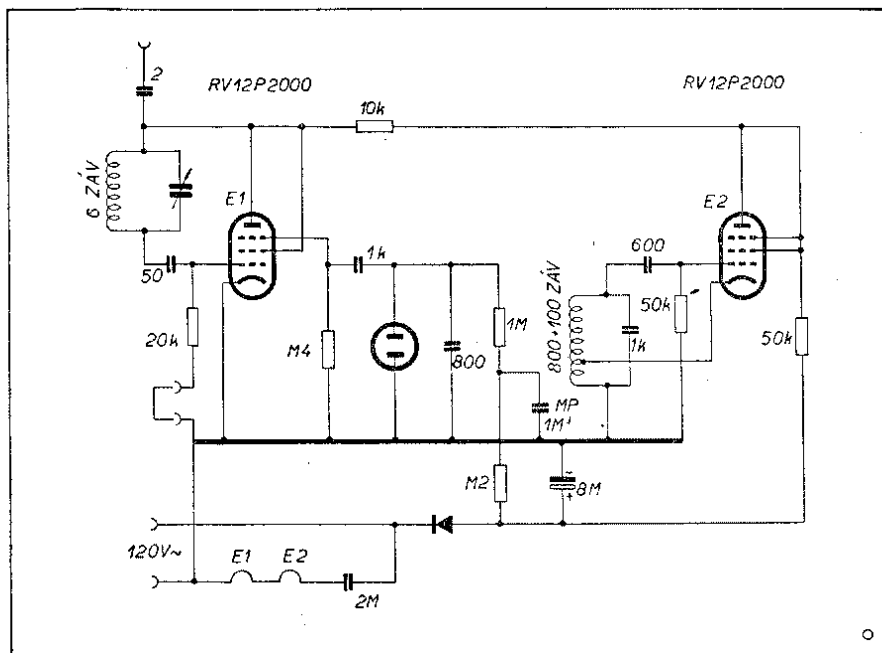 2
RV12P2000
RV12P2000
10k
6 ZÁV
E1
E2
50
1k
600
20k
M4
800
1M
800+100 ZÁV
1k
50k
50k
MP
1M
M2
8M
-
+
120V~
E1
E2
2M